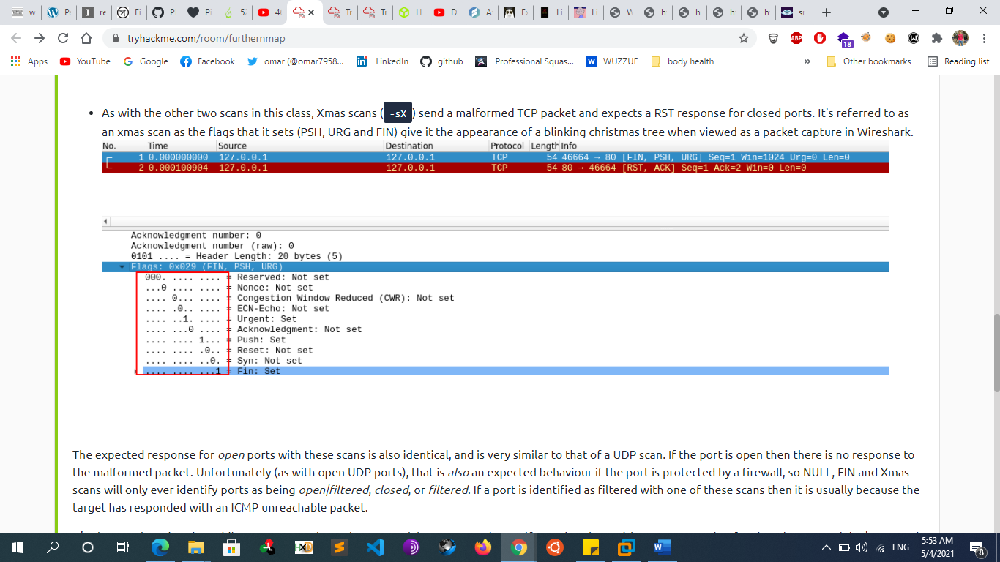 tryhackme.com/room/furthernmap
ABP
18
Apps YouTube Google Facebook omar (@omar7958... LinkedIn github Professional Squas... WUZZUF body health » Other bookmarks Reading list
• As with the other two scans in this class, Xmas scans ( -sX ) send a malformed TCP packet and expects a RST response for closed ports. It's referred to as
an xmas scan as the flags that it sets (PSH, URG and FIN) give it the appearance of a blinking christmas tree when viewed as a packet capture in Wireshark.
No. Time Source Destination Protocol Length Info
1 0.000000000 127.0.0.1 127.0.0.1 TCP 54 46664 → 80 [FIN, PSH, URG] Seq=1 Win=1024 Urg=0 Len=0
2 0.000100904 127.0.0.1 127.0.0.1 TCP 54 80 → 46664 [RST, ACK] Seq=1 Ack=2 Win=0 Len=0
Acknowledgment number: 0
Acknowledgment number (raw): 0
0101 .... = Header Length: 20 bytes (5)
Flags: 0x029 (FIN, PSH, URG)
000. .... .... = Reserved: Not set
...0 .... .... = Nonce: Not set
.... 0... .... = Congestion Window Reduced (CWR): Not set
.... .0.. .... = ECN-Echo: Not set
.... ..1. .... = Urgent: Set
.... ...0 .... = Acknowledgment: Not set
.... .... 1... = Push: Set
.... .... .0.. = Reset: Not set
.... .... ..0. = Syn: Not set
.... .... ...1 = Fin: Set
The expected response for open ports with these scans is also identical, and is very similar to that of a UDP scan. If the port is open then there is no response to
the malformed packet. Unfortunately (as with open UDP ports), that is also an expected behaviour if the port is protected by a firewall, so NULL, FIN and Xmas
scans will only ever identify ports as being open|filtered, closed, or filtered. If a port is identified as filtered with one of these scans then it is usually because the
target has responded with an ICMP unreachable packet.
ENG
5:53 AM
5/4/2021
8